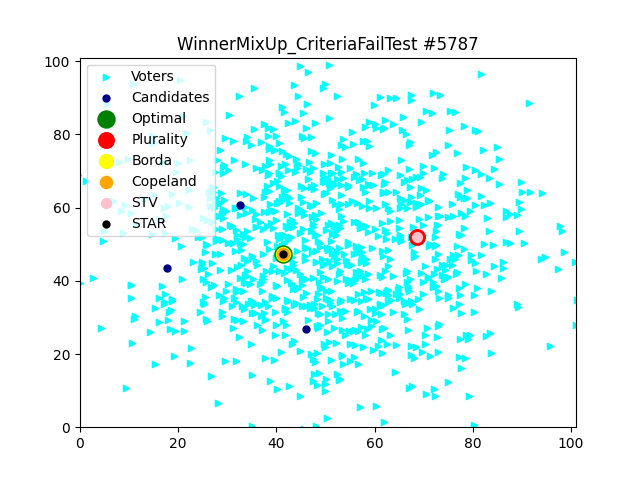 WinnerMixUp_CriteriaFailTest #5787
Voters
Candidates
Optimal
Plurality
Borda
Copeland
STV
STAR
100
80
60
40
20
0
0 20 40 60 80 100